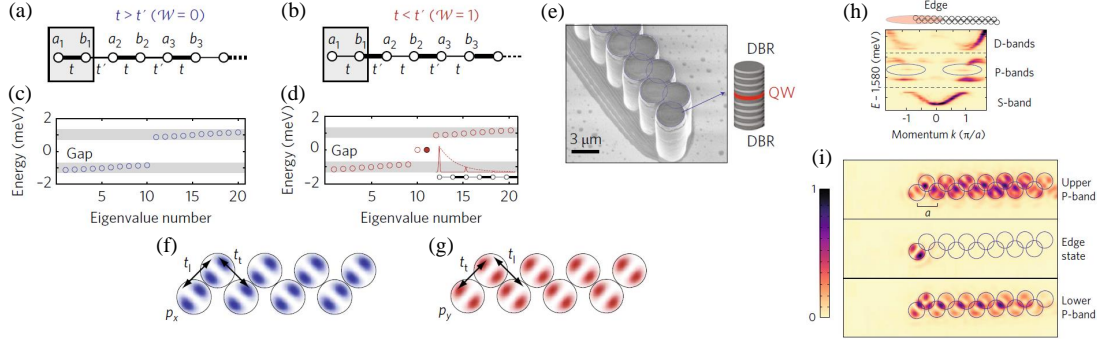 (a)
t > t′ (𝒲 = 0)
a1 b1 a2 b2 a3 b3
t t′ t t′ t
(b)
t < t′ (𝒲 = 1)
a1 b1 a2 b2 a3 b3
t t′ t t′ t
(c)
Energy (meV)
2
0
−2
Gap
5 10 15 20
Eigenvalue number
(d)
Energy (meV)
2
0
−2
Gap
5 10 15 20
Eigenvalue number
(e)
3 μm
DBR
QW
DBR
(f)
tl
tt
px
(g)
tt
tl
py
(h)
Edge
E − 1,580 (meV)
D-bands
P-bands
S-band
-1 0 1
Momentum k (π/a)
(i)
1
0
a
Upper
P-band
Edge
state
Lower
P-band